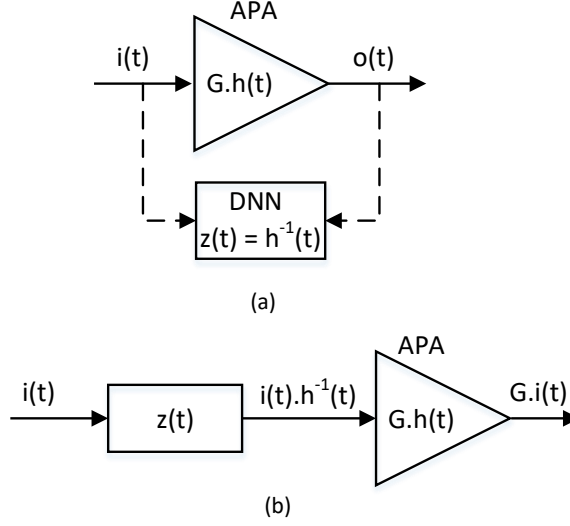 APA
i(t)
o(t)
G.h(t)
DNN
z(t) = h⁻¹(t)
(a)
APA
i(t)
i(t).h⁻¹(t)
G.i(t)
z(t)
G.h(t)
(b)